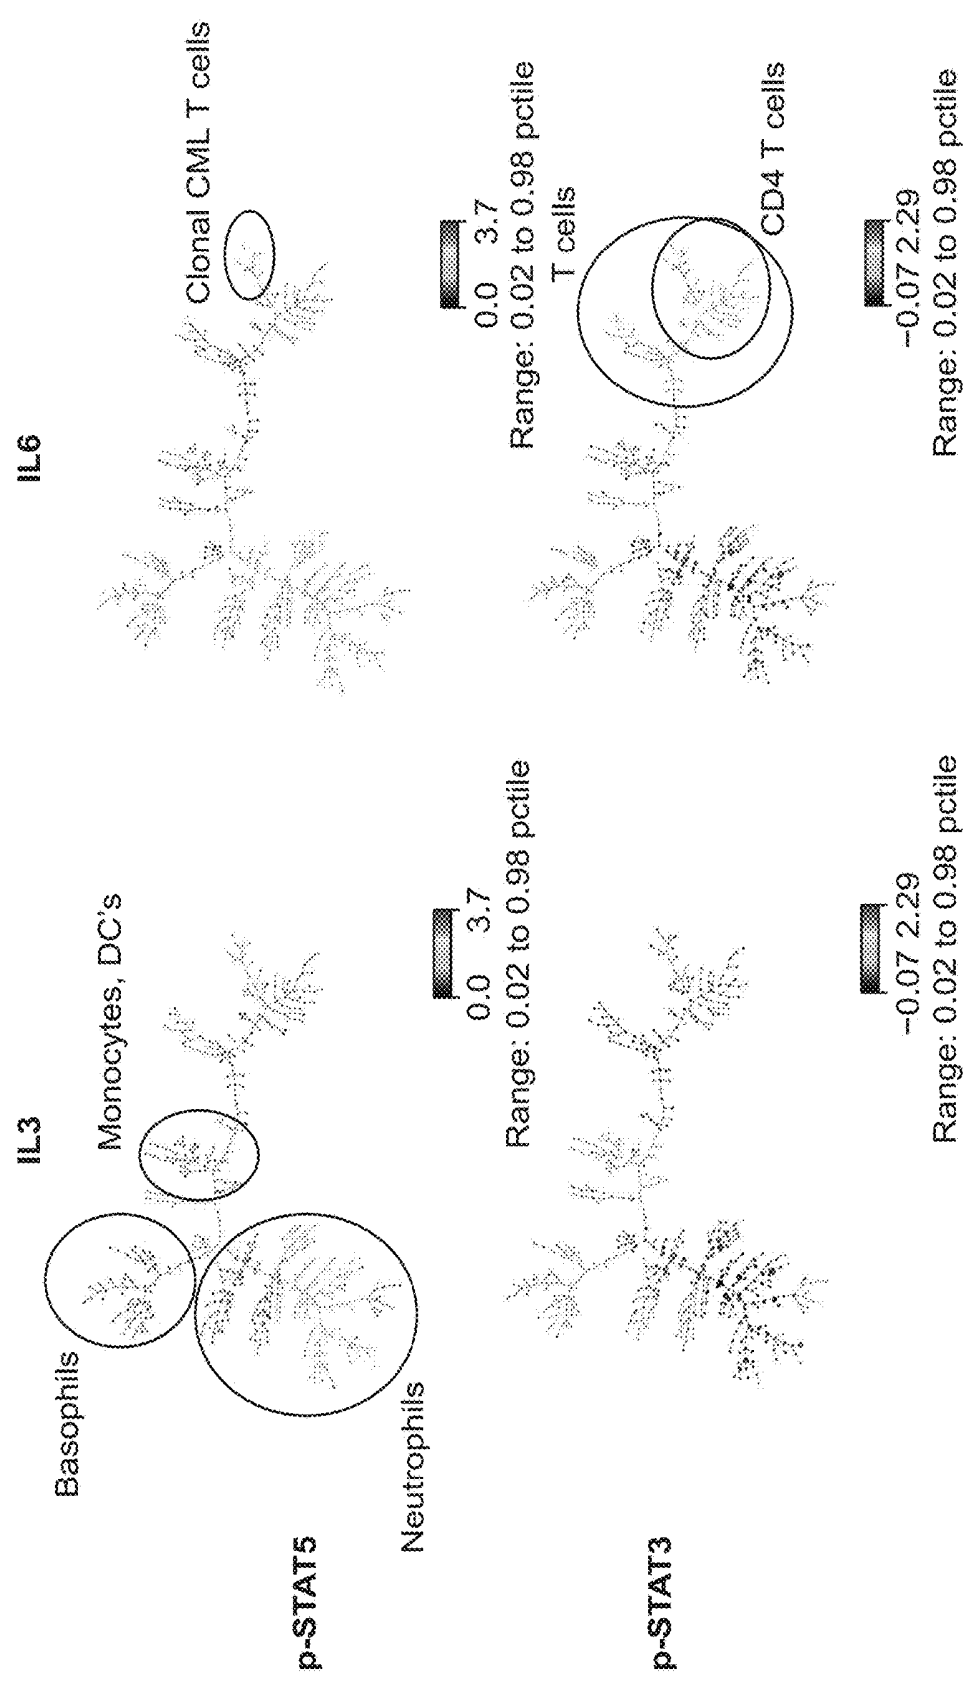 IL3
IL6
p-STAT5
Basophils
Monocytes, DC's
Neutrophils
0.0 3.7
Range: 0.02 to 0.98 pctile
Clonal CML T cells
0.0 3.7
Range: 0.02 to 0.98 pctile
p-STAT3
−0.07 2.29
Range: 0.02 to 0.98 pctile
T cells
CD4 T cells
−0.07 2.29
Range: 0.02 to 0.98 pctile